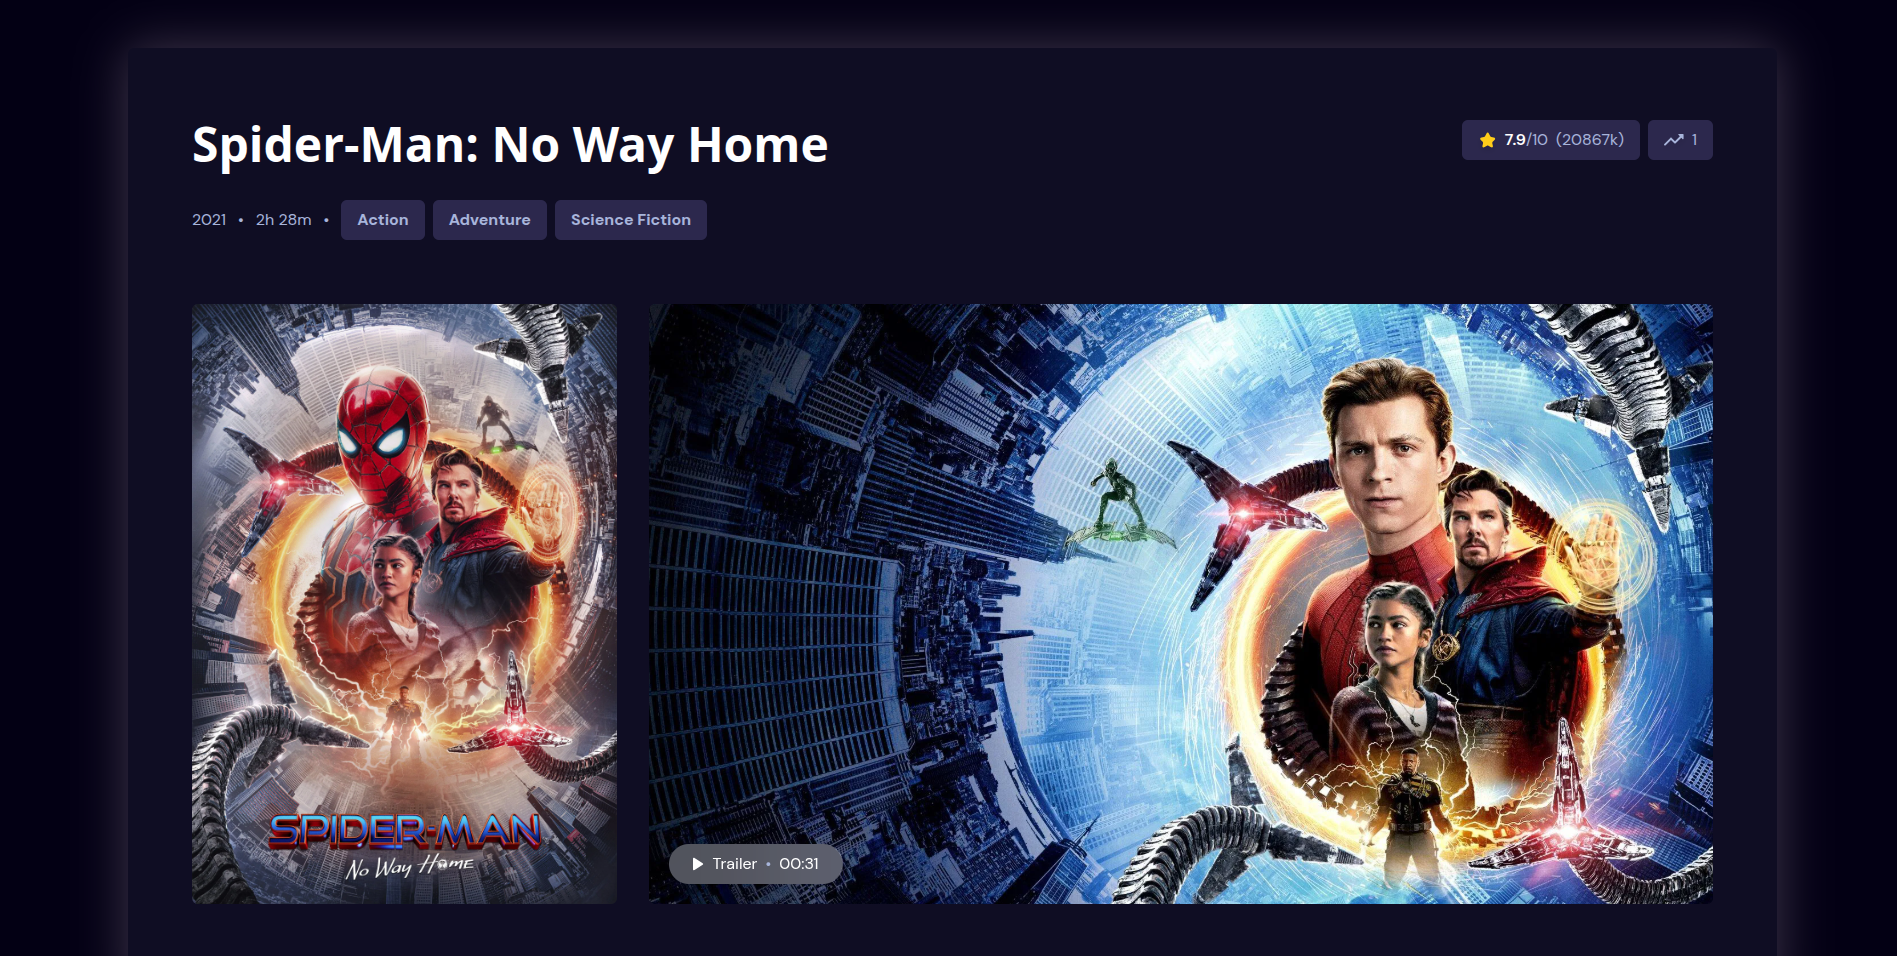 Spider-Man: No Way Home
7.9/10 (20867k)
1
2021 • 2h 28m • Action Adventure Science Fiction
SPIDER-MAN
No Way Home
Trailer • 00:31